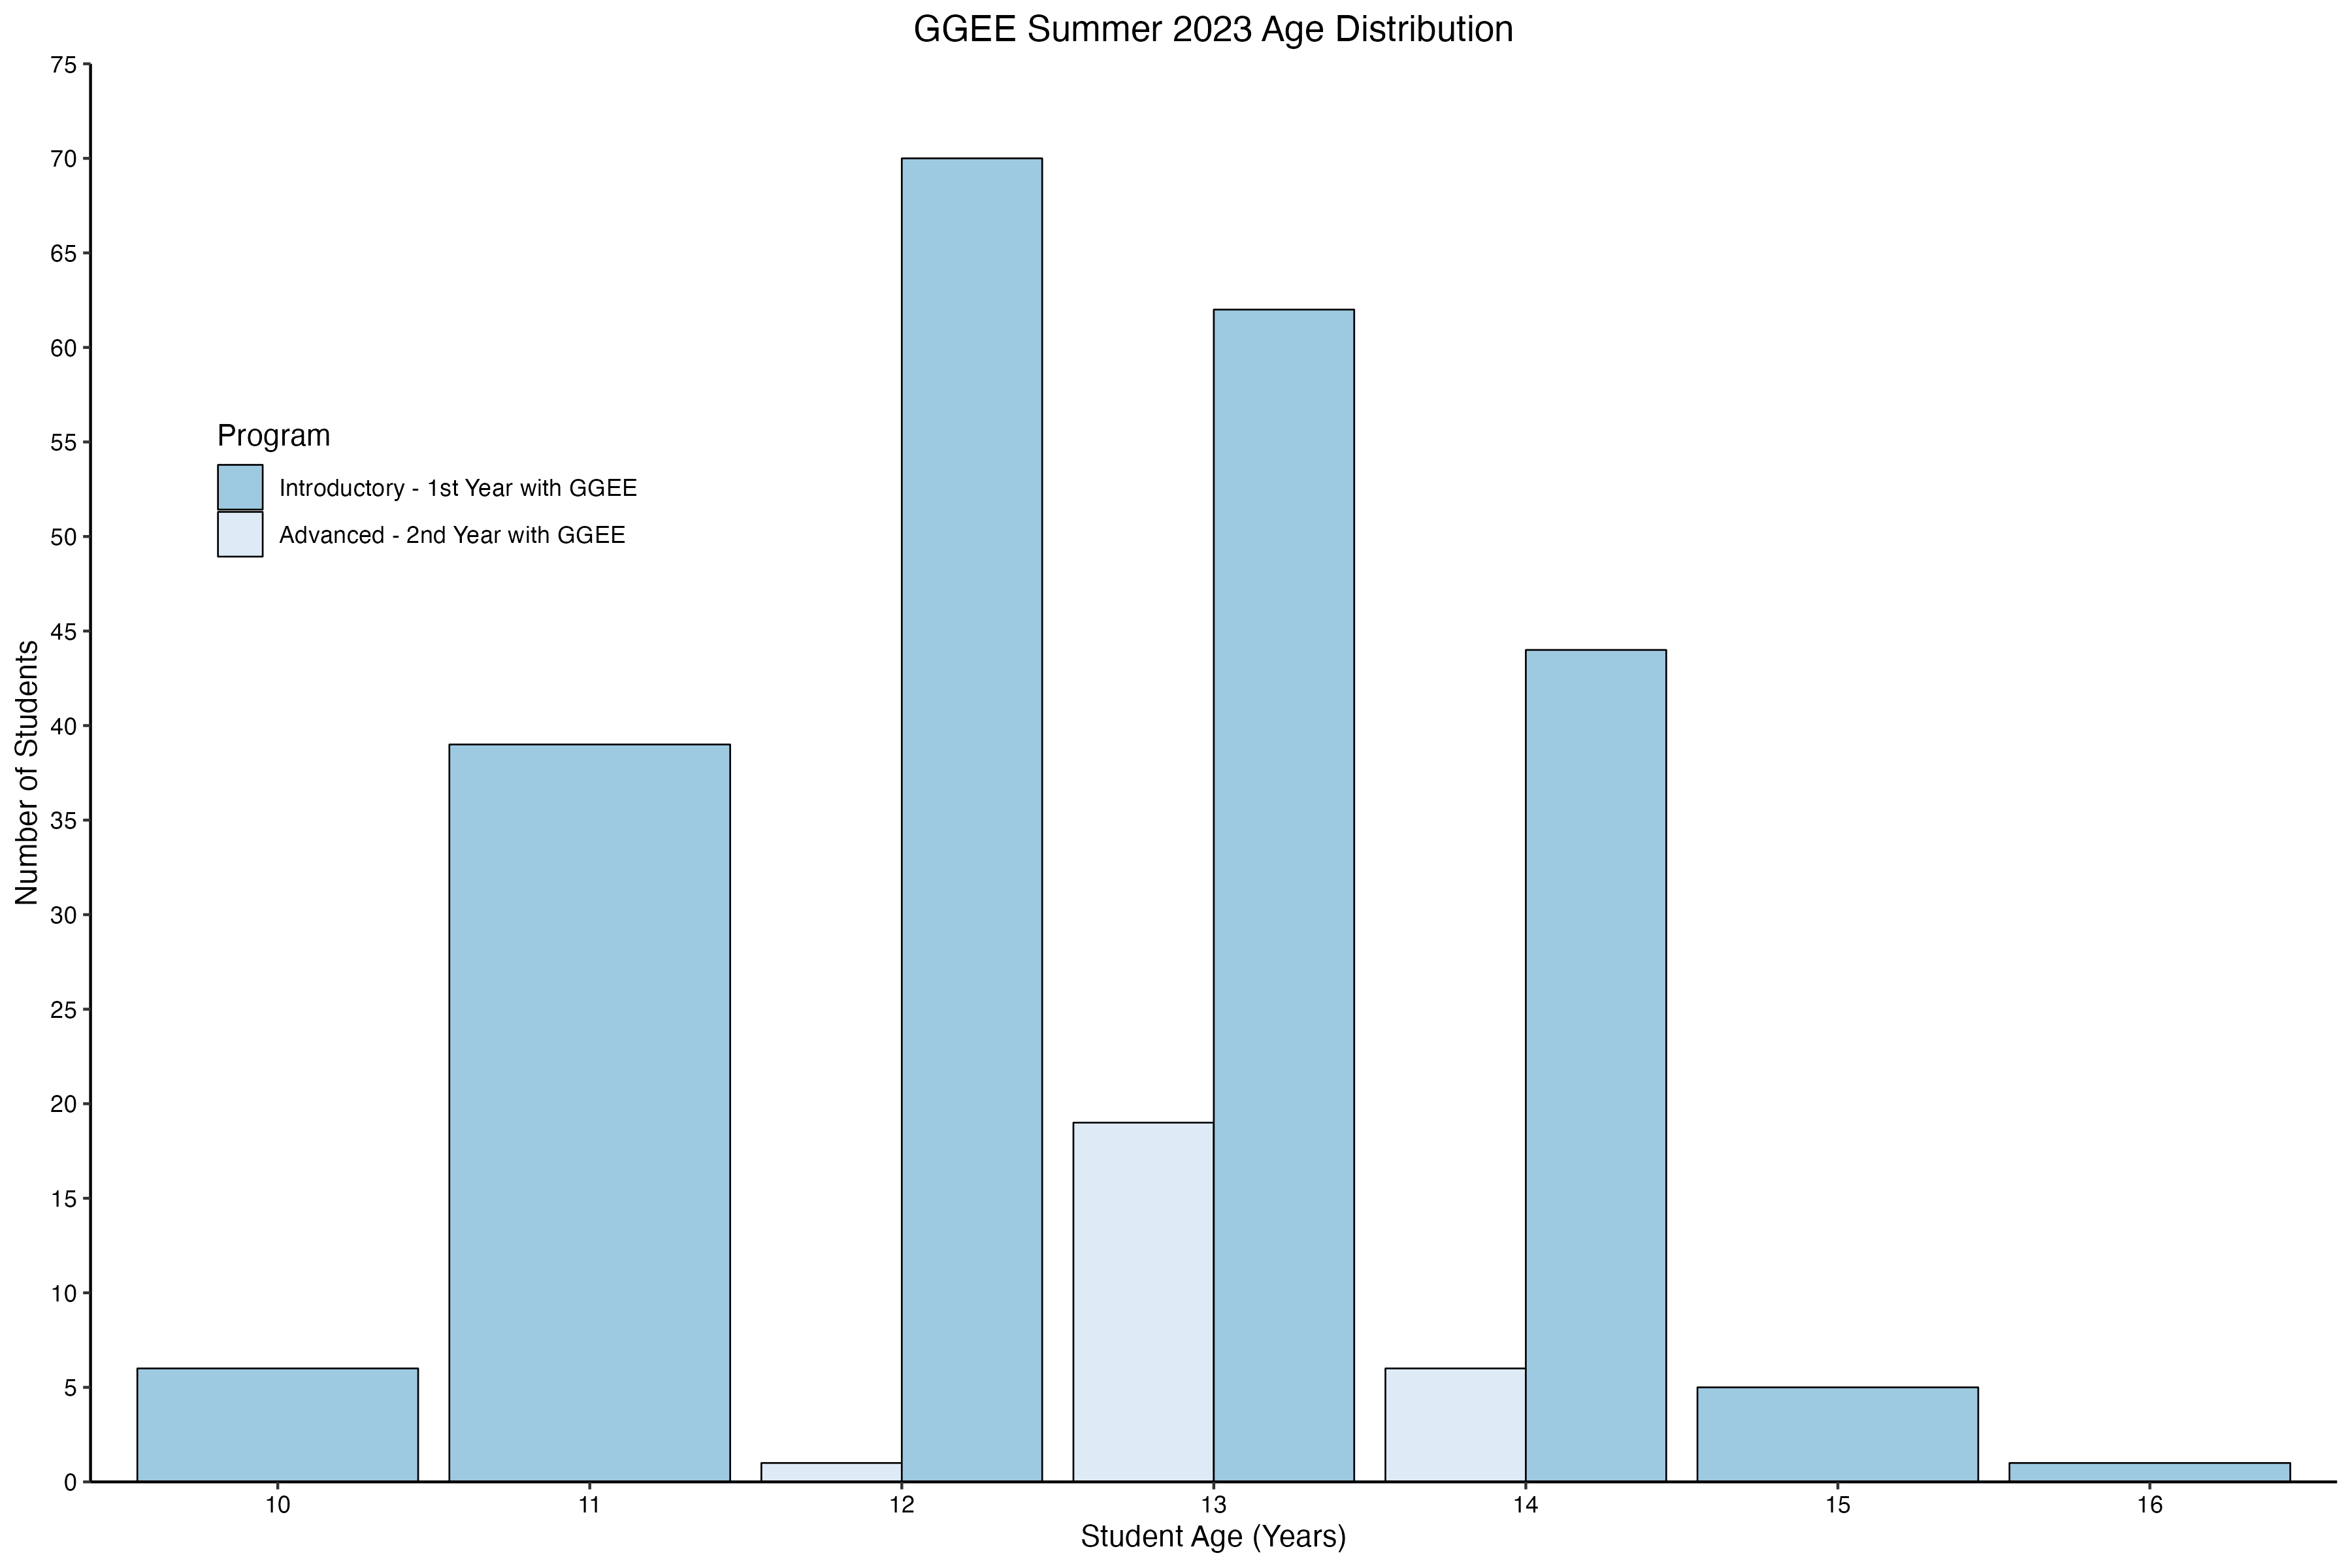 GGEE Summer 2023 Age Distribution
75
70
65
60
55
50
45
40
35
30
25
20
15
10
5
0
Number of Students
Program
Introductory - 1st Year with GGEE
Advanced - 2nd Year with GGEE
10 11 12 13 14 15 16
Student Age (Years)